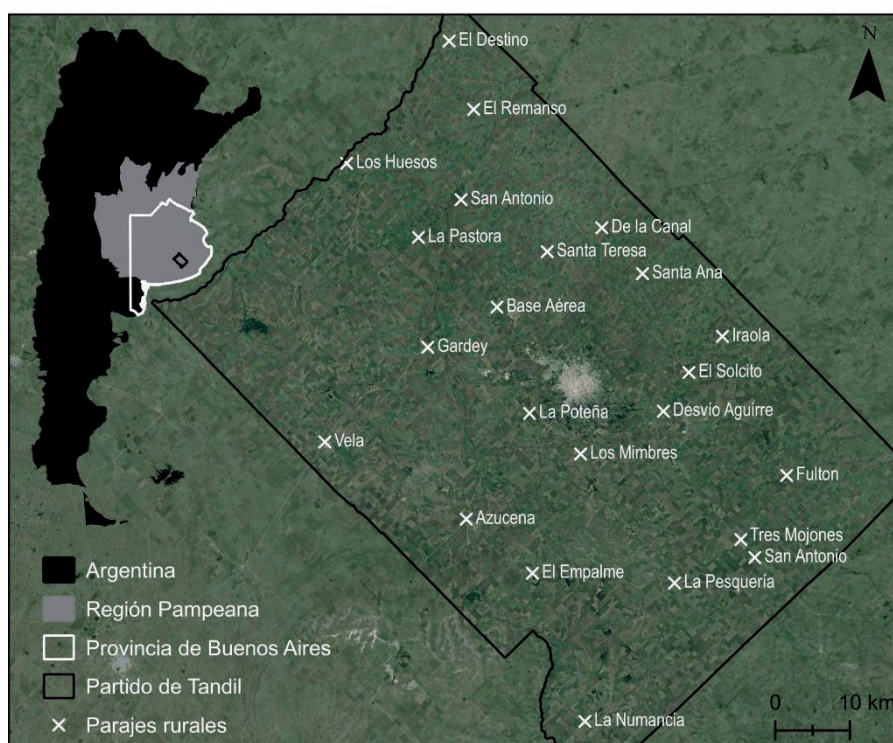 N
El Destino
El Remanso
Los Huesos
San Antonio
De la Canal
La Pastora
Santa Teresa
Santa Ana
Base Aérea
Iraola
Gardey
El Solcito
La Poteña
Desvío Aguirre
Vela
Los Mimbres
Fulton
Azucena
Tres Mojones
San Antonio
El Empalme
La Pesquería
La Numancia
Argentina
Región Pampeana
Provincia de Buenos Aires
Partido de Tandil
Parajes rurales
0 10 km